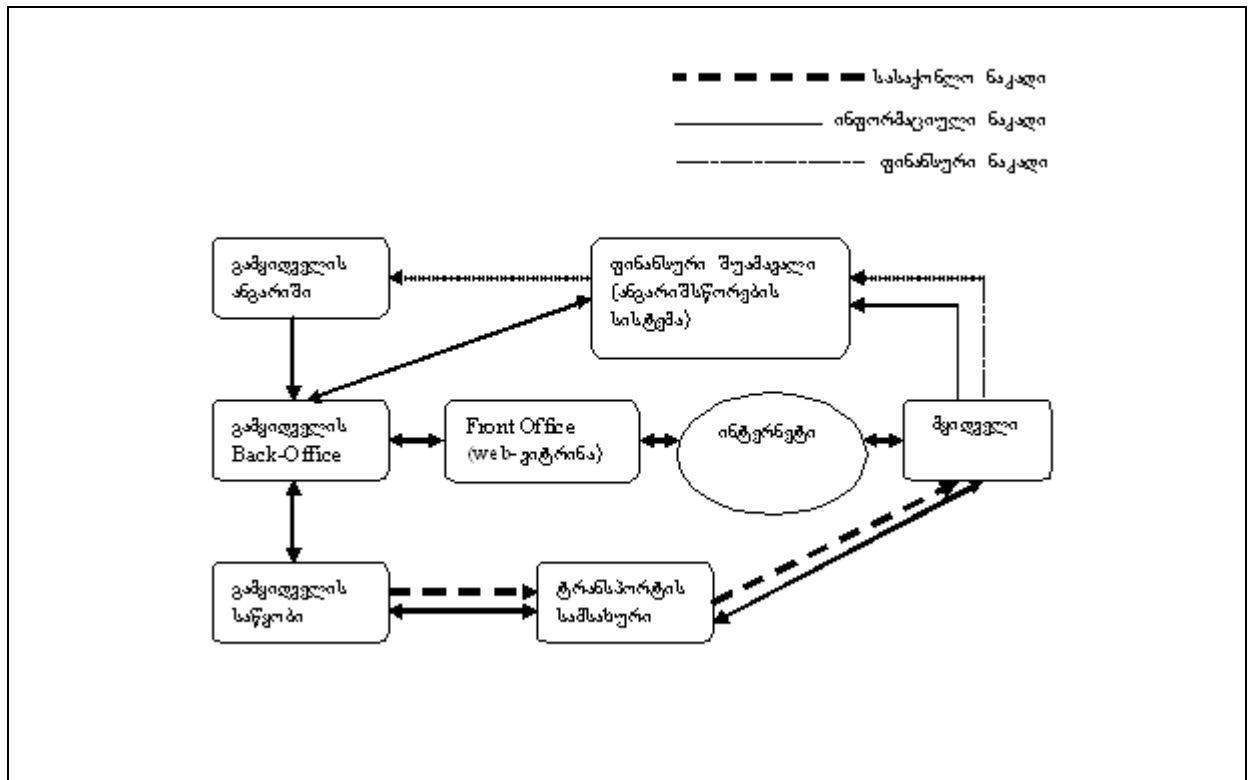 სასაქონლო ნაკადი
ინფორმაციული ნაკადი
ფინანსური ნაკადი
გამყიდველის
ანგარიში
ფინანსური შუამავალი
(ანგარიშსწორების
სისტემა)
გამყიდველის
Back-Office
Front Office
(web-ვიტრინა)
ინტერნეტი
მყიდველი
გამყიდველის
საწყობი
ტრანსპორტის
სამსახური